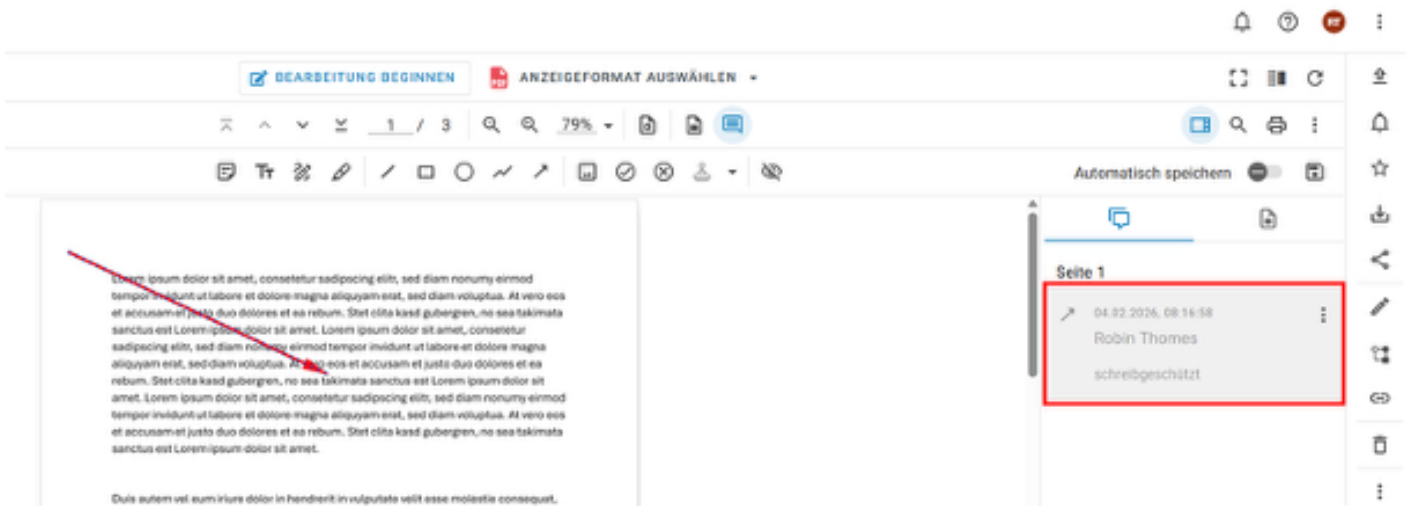 RT
BEARBEITUNG BEGINNEN
PDF
ANZEIGEFORMAT AUSWÄHLEN
1 / 3
79%
Tт
Automatisch speichern
Seite 1
04.02.2026, 08:16:58
Robin Thomes
schreibgeschützt
Lorem ipsum dolor sit amet, consetetur sadipscing elitr, sed diam nonumy eirmod
tempor invidunt ut labore et dolore magna aliquyam erat, sed diam voluptua. At vero eos
et accusam et justo duo dolores et ea rebum. Stet clita kasd gubergren, no sea takimata
sanctus est Lorem ipsum dolor sit amet. Lorem ipsum dolor sit amet, consetetur
sadipscing elitr, sed diam nonumy eirmod tempor invidunt ut labore et dolore magna
aliquyam erat, sed diam voluptua. At vero eos et accusam et justo duo dolores et ea
rebum. Stet clita kasd gubergren, no sea takimata sanctus est Lorem ipsum dolor sit
amet. Lorem ipsum dolor sit amet, consetetur sadipscing elitr, sed diam nonumy eirmod
tempor invidunt ut labore et dolore magna aliquyam erat, sed diam voluptua. At vero eos
et accusam et justo duo dolores et ea rebum. Stet clita kasd gubergren, no sea takimata
sanctus est Lorem ipsum dolor sit amet.
Duis autem vel eum iriure dolor in hendrerit in vulputate velit esse molestie consequat,